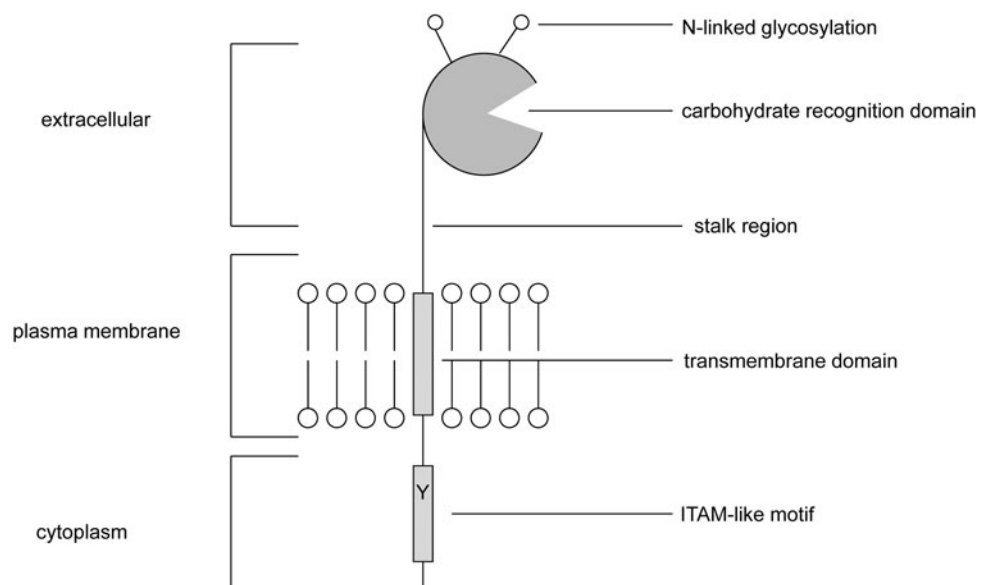 N-linked glycosylation
extracellular
carbohydrate recognition domain
stalk region
plasma membrane
transmembrane domain
Y
ITAM-like motif
cytoplasm